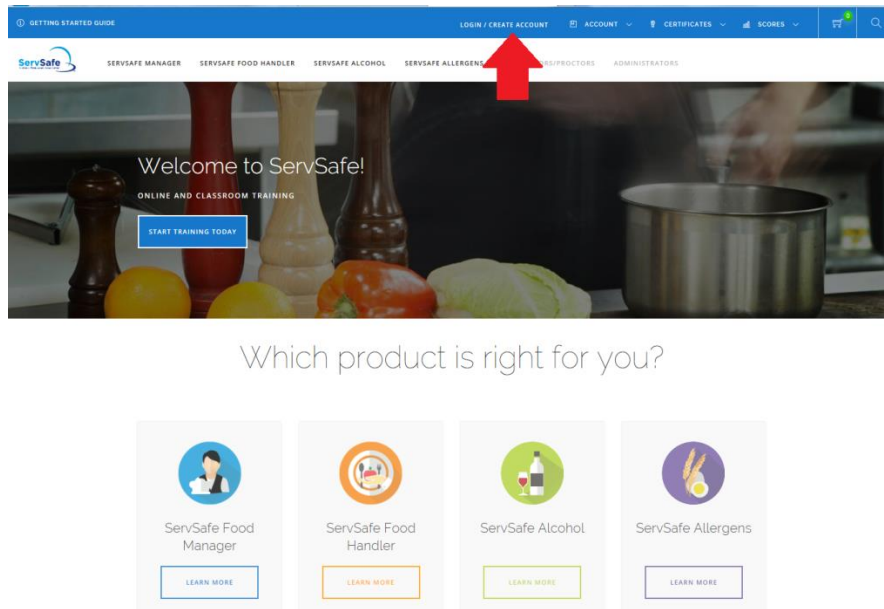 GETTING STARTED GUIDE
LOGIN / CREATE ACCOUNT
ACCOUNT
CERTIFICATES
SCORES
0
ServSafe
SERVSAFE MANAGER
SERVSAFE FOOD HANDLER
SERVSAFE ALCOHOL
SERVSAFE ALLERGENS
ADMINISTRATORS
Welcome to ServSafe!
ONLINE AND CLASSROOM TRAINING
START TRAINING TODAY
Which product is right for you?
ServSafe Food
Manager
LEARN MORE
ServSafe Food
Handler
LEARN MORE
ServSafe Alcohol
LEARN MORE
ServSafe Allergens
LEARN MORE